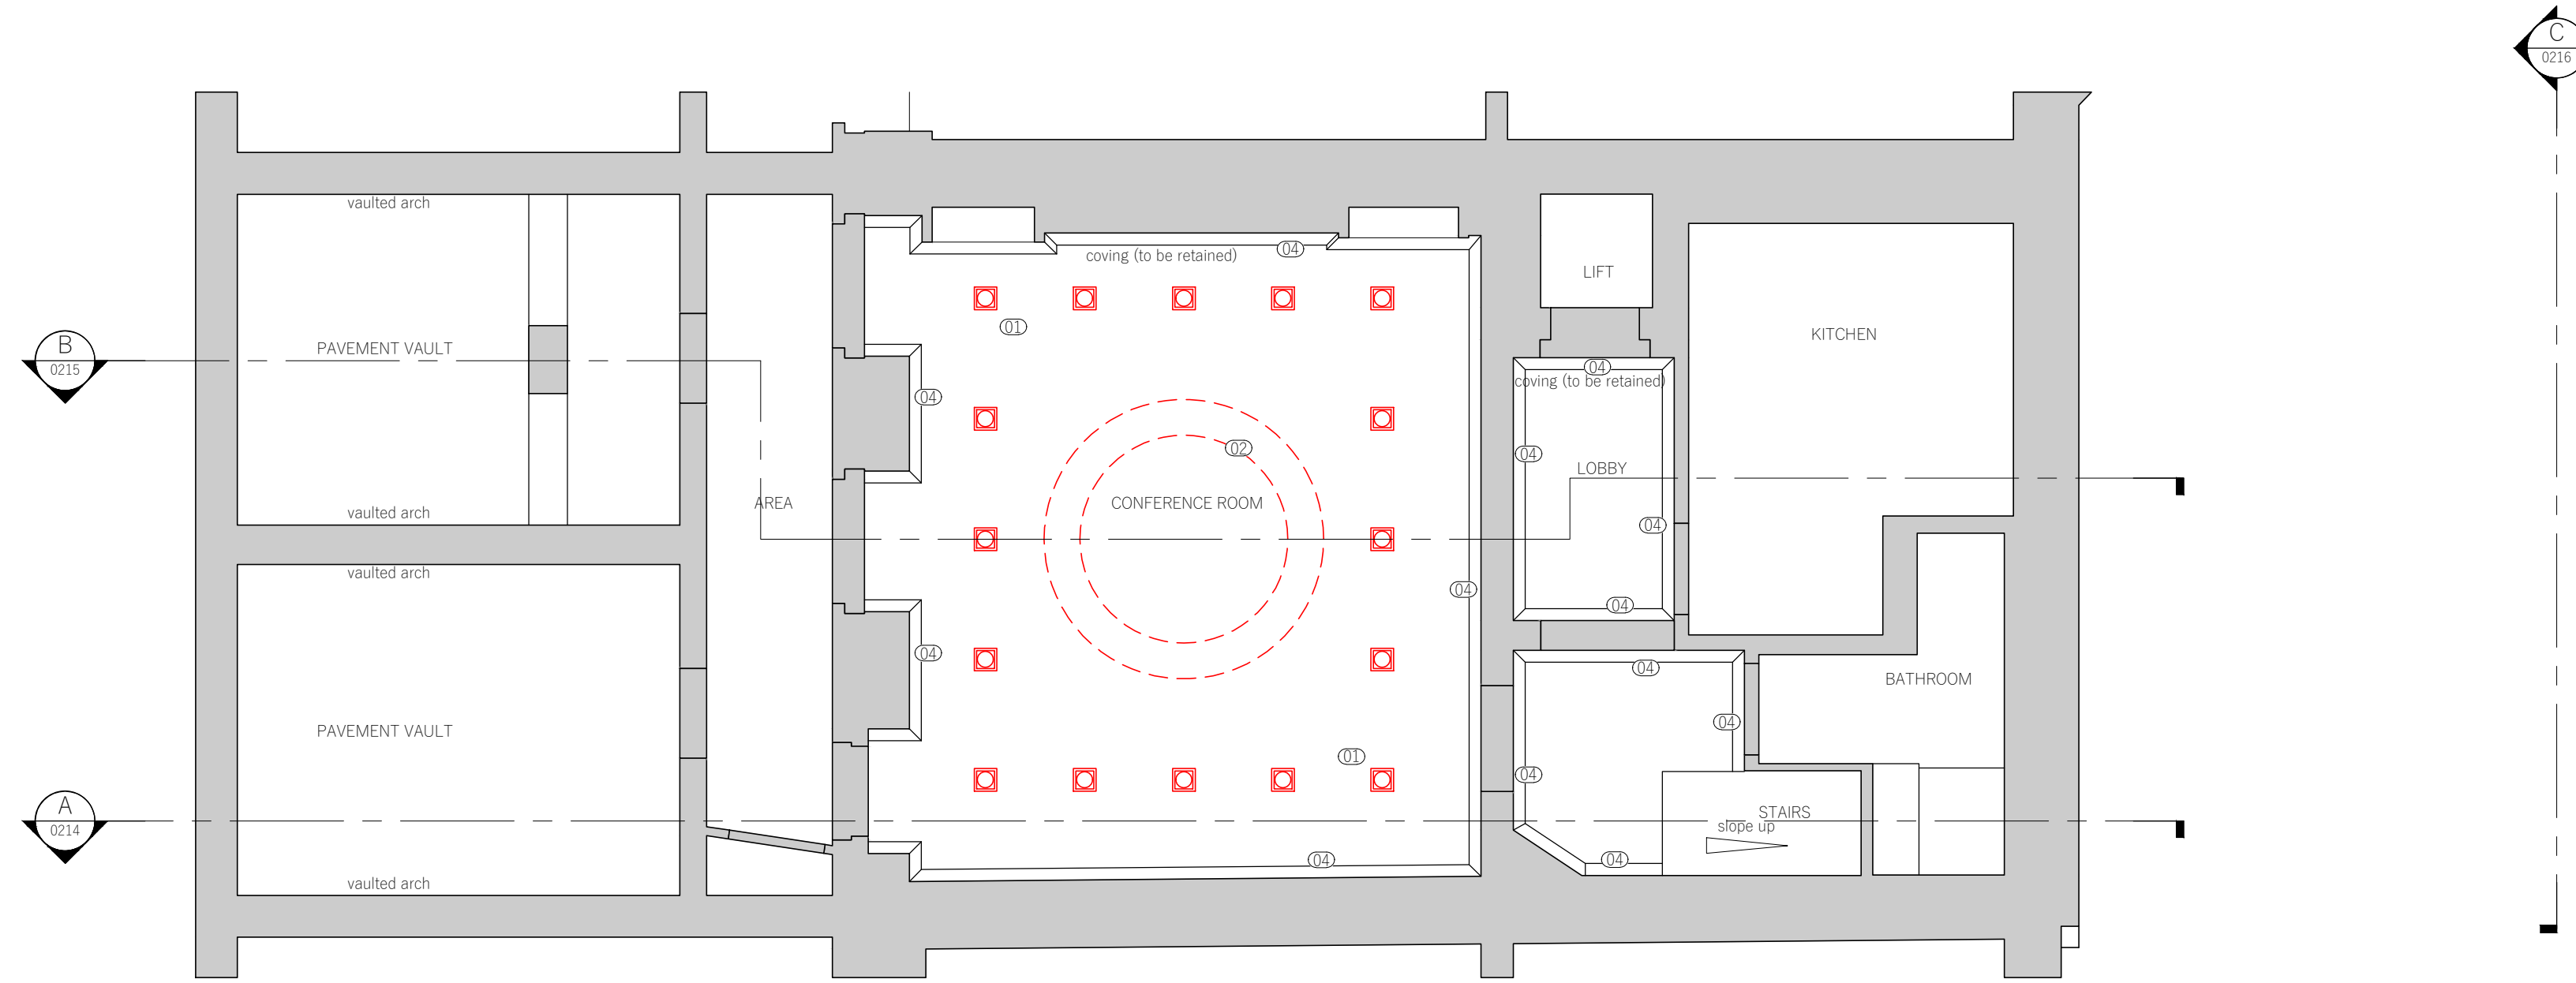 C
0216
vaulted arch
04
coving (to be retained)
LIFT
01
KITCHEN
B
0215
PAVEMENT VAULT
04
coving (to be retained)
04
02
04
LOBBY
vaulted arch
AREA
CONFERENCE ROOM
04
vaulted arch
04
04
04
04
BATHROOM
04
PAVEMENT VAULT
01
04
A
0214
STAIRS
slope up
04
04
vaulted arch